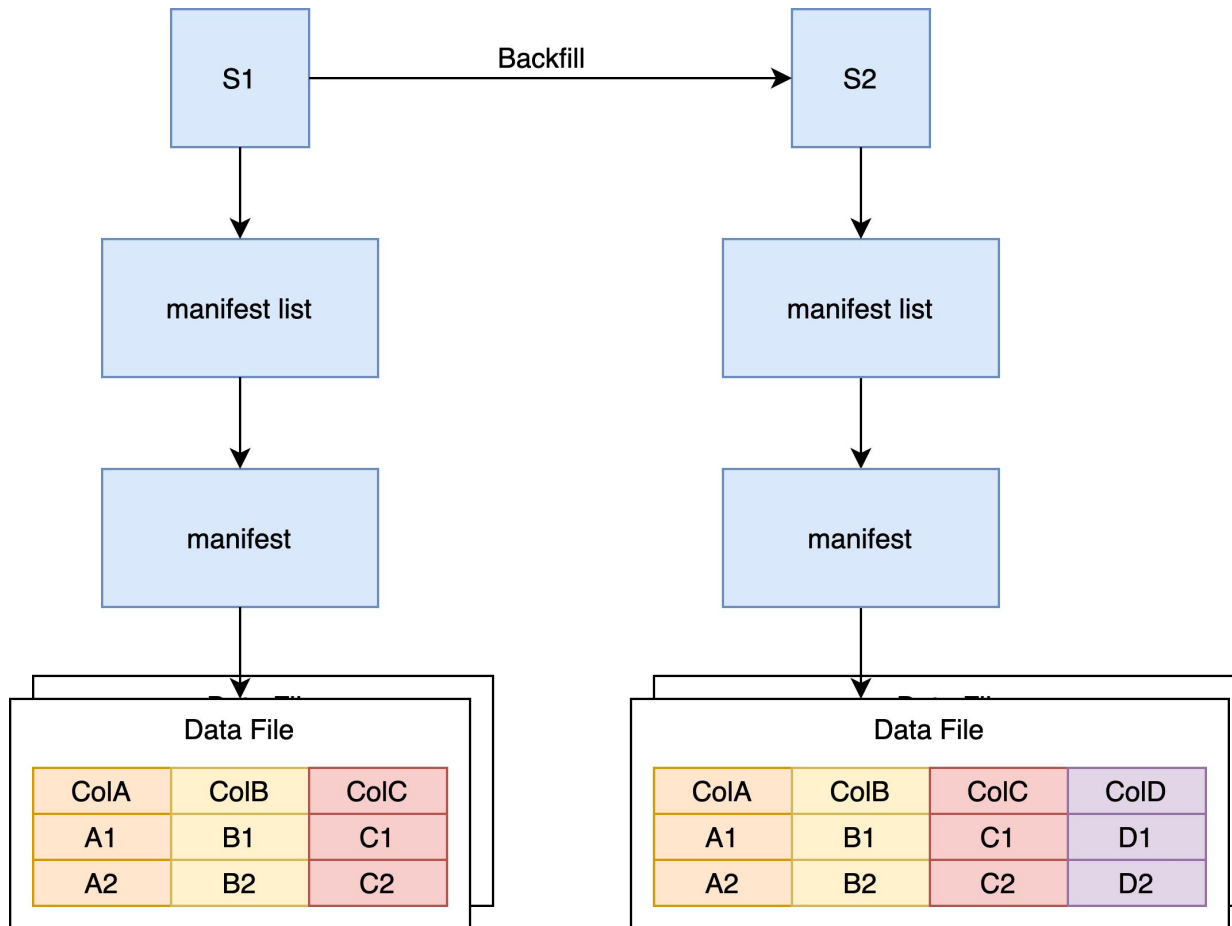 S1
Backfill
S2
manifest list
manifest list
manifest
manifest
Data File
Data File
ColA ColB ColC
A1 B1 C1
A2 B2 C2
ColA ColB ColC ColD
A1 B1 C1 D1
A2 B2 C2 D2